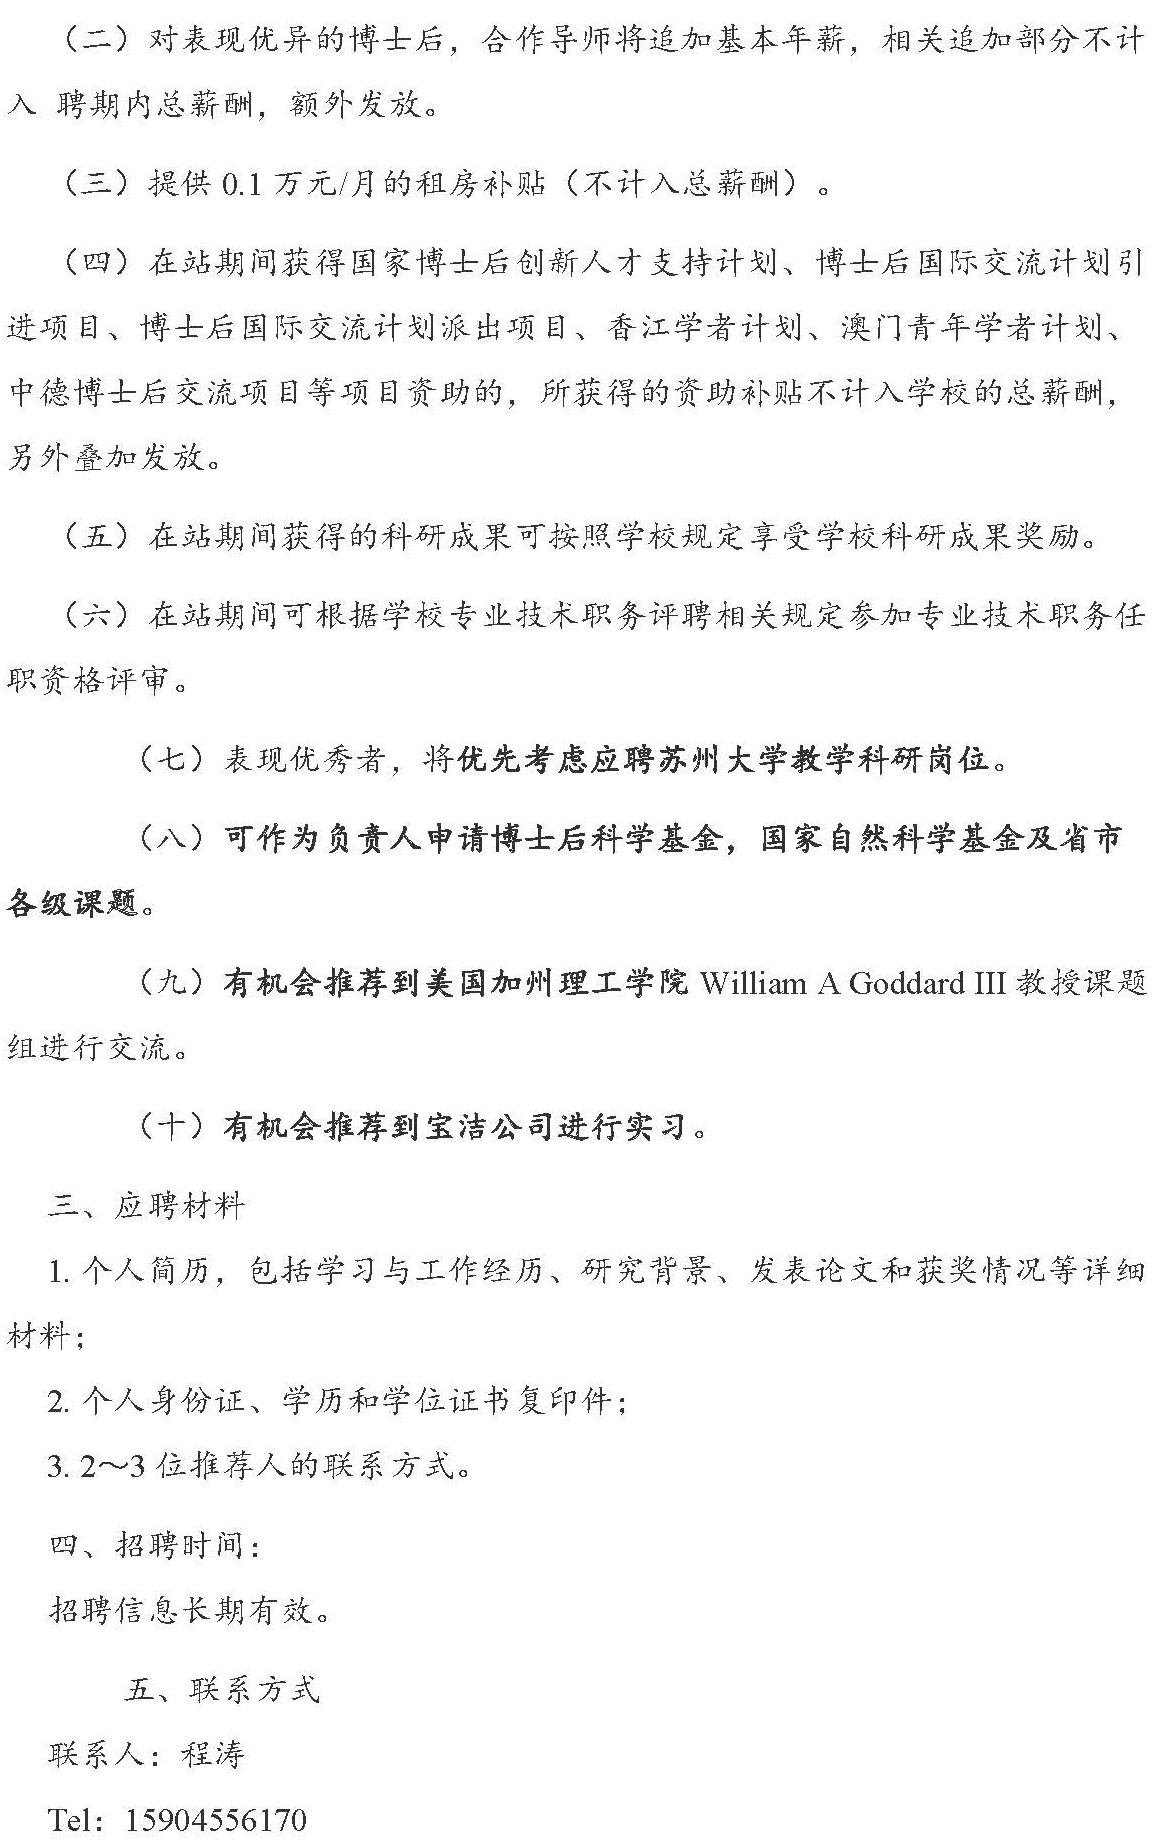 （二）对表现优异的博士后，合作导师将追加基本年薪，相关追加部分不计
入 聘期内总薪酬，额外发放。
（三）提供 0.1 万元/月的租房补贴（不计入总薪酬）。
（四）在站期间获得国家博士后创新人才支持计划、博士后国际交流计划引
进项目、博士后国际交流计划派出项目、香江学者计划、澳门青年学者计划、
中德博士后交流项目等项目资助的，所获得的资助补贴不计入学校的总薪酬，
另外叠加发放。
（五）在站期间获得的科研成果可按照学校规定享受学校科研成果奖励。
（六）在站期间可根据学校专业技术职务评聘相关规定参加专业技术职务任
职资格评审。
（七）表现优秀者，将优先考虑应聘苏州大学教学科研岗位。
（八）可作为负责人申请博士后科学基金，国家自然科学基金及省市
各级课题。
（九）有机会推荐到美国加州理工学院 William A Goddard III 教授课题
组进行交流。
（十）有机会推荐到宝洁公司进行实习。
三、应聘材料
1. 个人简历，包括学习与工作经历、研究背景、发表论文和获奖情况等详细
材料；
2. 个人身份证、学历和学位证书复印件；
3. 2～3 位推荐人的联系方式。
四、招聘时间：
招聘信息长期有效。
五、联系方式
联系人：程涛
Tel：15904556170